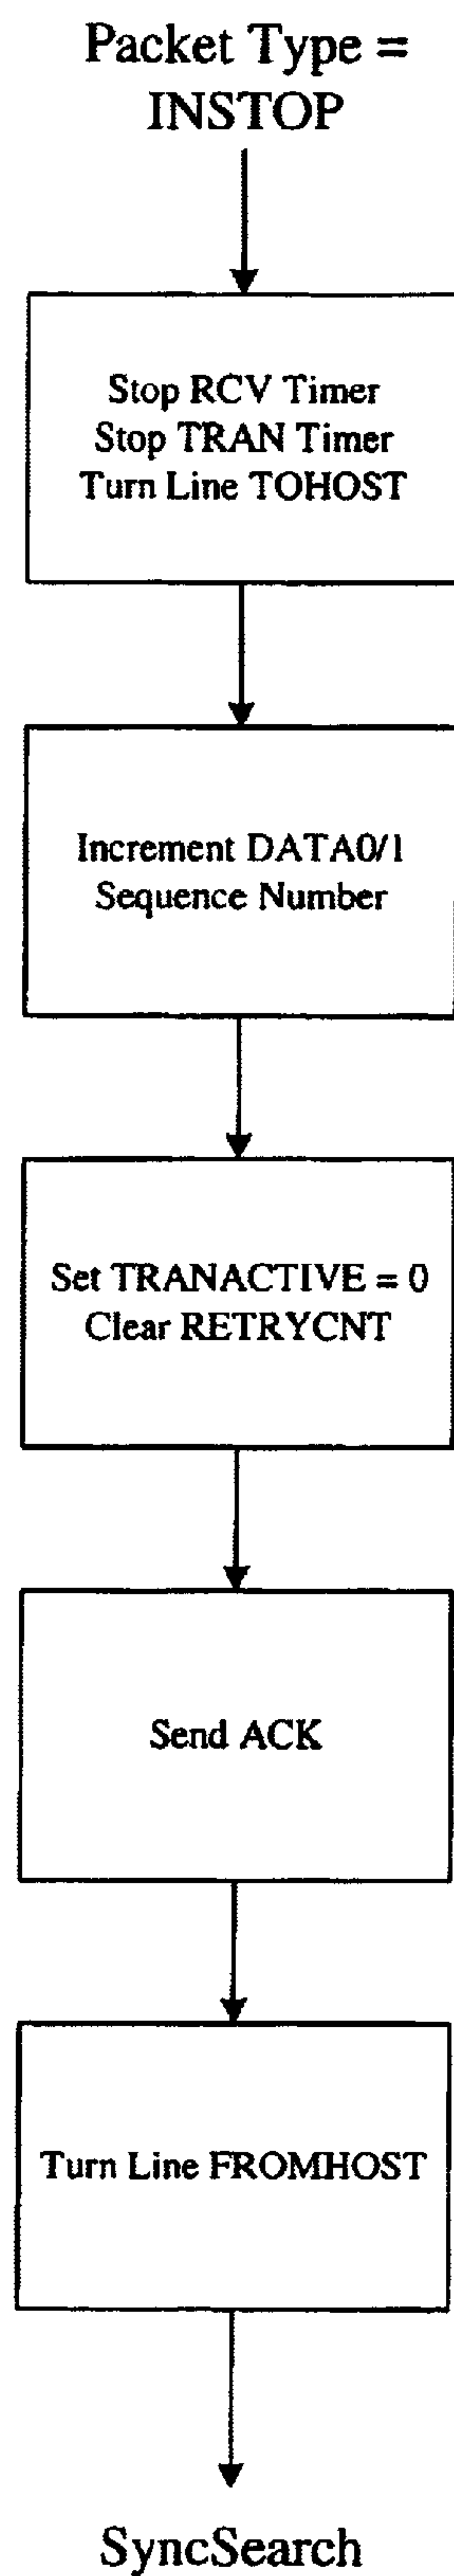 Packet Type =
INSTOP
Stop RCV Timer
Stop TRAN Timer
Turn Line TOHOST
Increment DATA0/1
Sequence Number
Set TRANACTIVE = 0
Clear RETRYCNT
Send ACK
Turn Line FROMHOST
SyncSearch